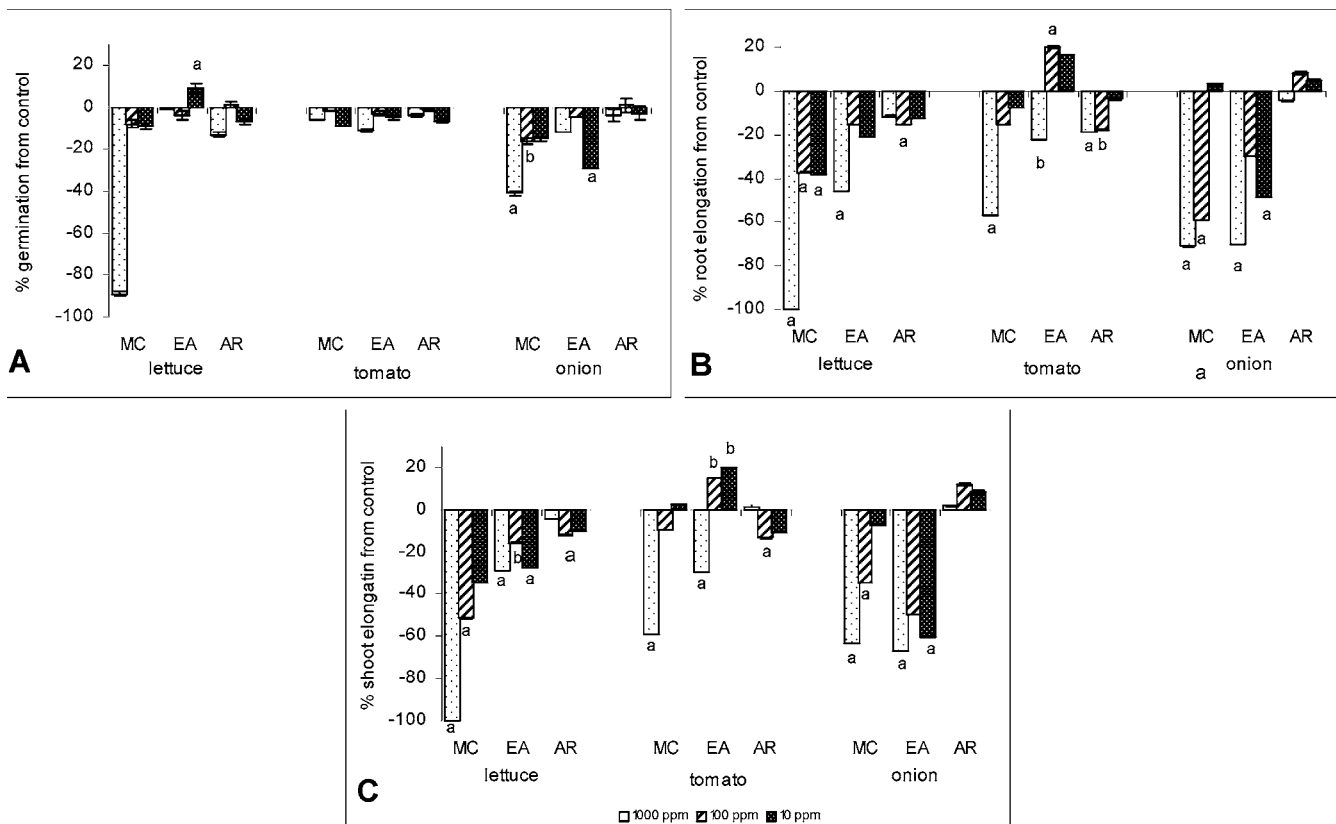 % germination from control
20
0
-20
-40
-60
-80
-100
a
b
a
a
MC EA AR MC EA AR MC EA AR
lettuce tomato onion
A
% root elongation from control
20
0
-20
-40
-60
-80
-100
a
a a a b a b a
a a a a a
a
MC EA AR MC EA AR MC EA AR
lettuce tomato onion
a
B
% shoot elongatin from control
20
0
-20
-40
-60
-80
-100
b b
b a a
a a a a
a a a a
a
MC EA AR MC EA AR MC EA AR
lettuce tomato onion
C
1000 ppm 100 ppm 10 ppm